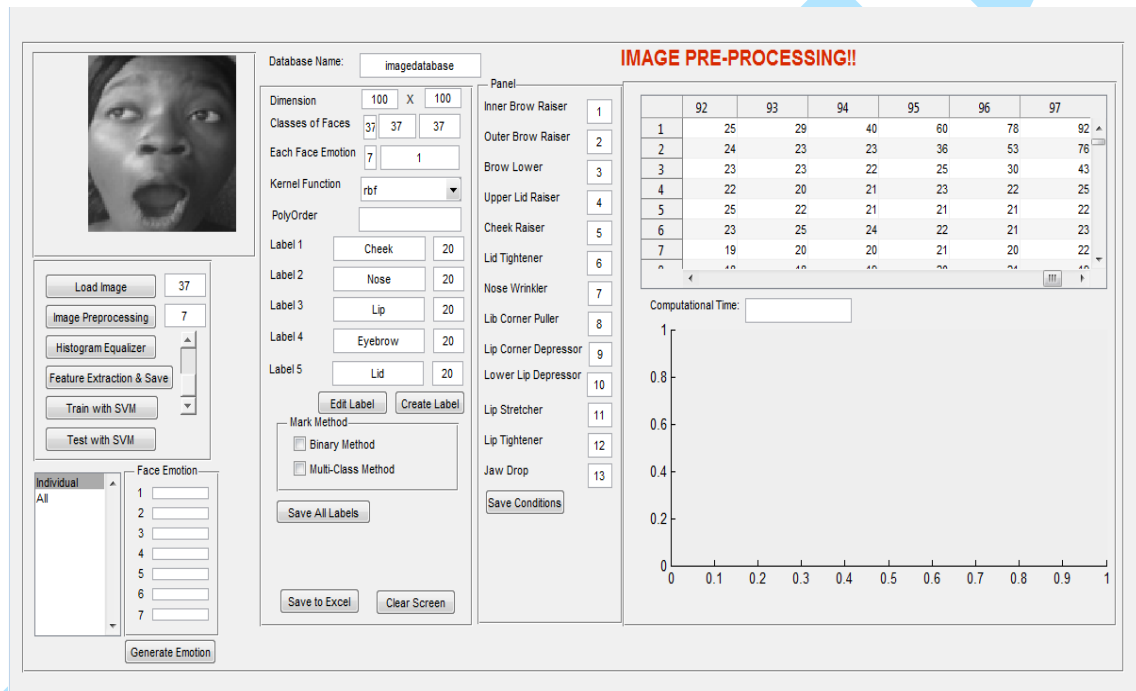 Database Name: imagedatabase
IMAGE PRE-PROCESSING!!
Dimension 100 X 100
Classes of Faces 37 37 37
Each Face Emotion 7 1
Kernel Function rbf
PolyOrder
Label 1 Cheek 20
Label 2 Nose 20
Label 3 Lip 20
Label 4 Eyebrow 20
Label 5 Lid 20
Edit Label Create Label
Mark Method
Binary Method
Multi-Class Method
Save All Labels
Save to Excel Clear Screen
Load Image 37
Image Preprocessing 7
Histogram Equalizer
Feature Extraction & Save
Train with SVM
Test with SVM
Individual
All
Face Emotion
1
2
3
4
5
6
7
Generate Emotion
Panel
Inner Brow Raiser 1
Outer Brow Raiser 2
Brow Lower 3
Upper Lid Raiser 4
Cheek Raiser 5
Lid Tightener 6
Nose Wrinkler 7
Lib Corner Puller 8
Lip Corner Depressor 9
Lower Lip Depressor 10
Lip Stretcher 11
Lip Tightener 12
Jaw Drop 13
Save Conditions
92 93 94 95 96 97
1 25 29 40 60 78 92
2 24 23 23 36 53 76
3 23 23 22 25 30 43
4 22 20 21 23 22 25
5 25 22 21 21 21 22
6 23 25 24 22 21 23
7 19 20 20 21 20 22
Computational Time:
1
0.8
0.6
0.4
0.2
0
0 0.1 0.2 0.3 0.4 0.5 0.6 0.7 0.8 0.9 1